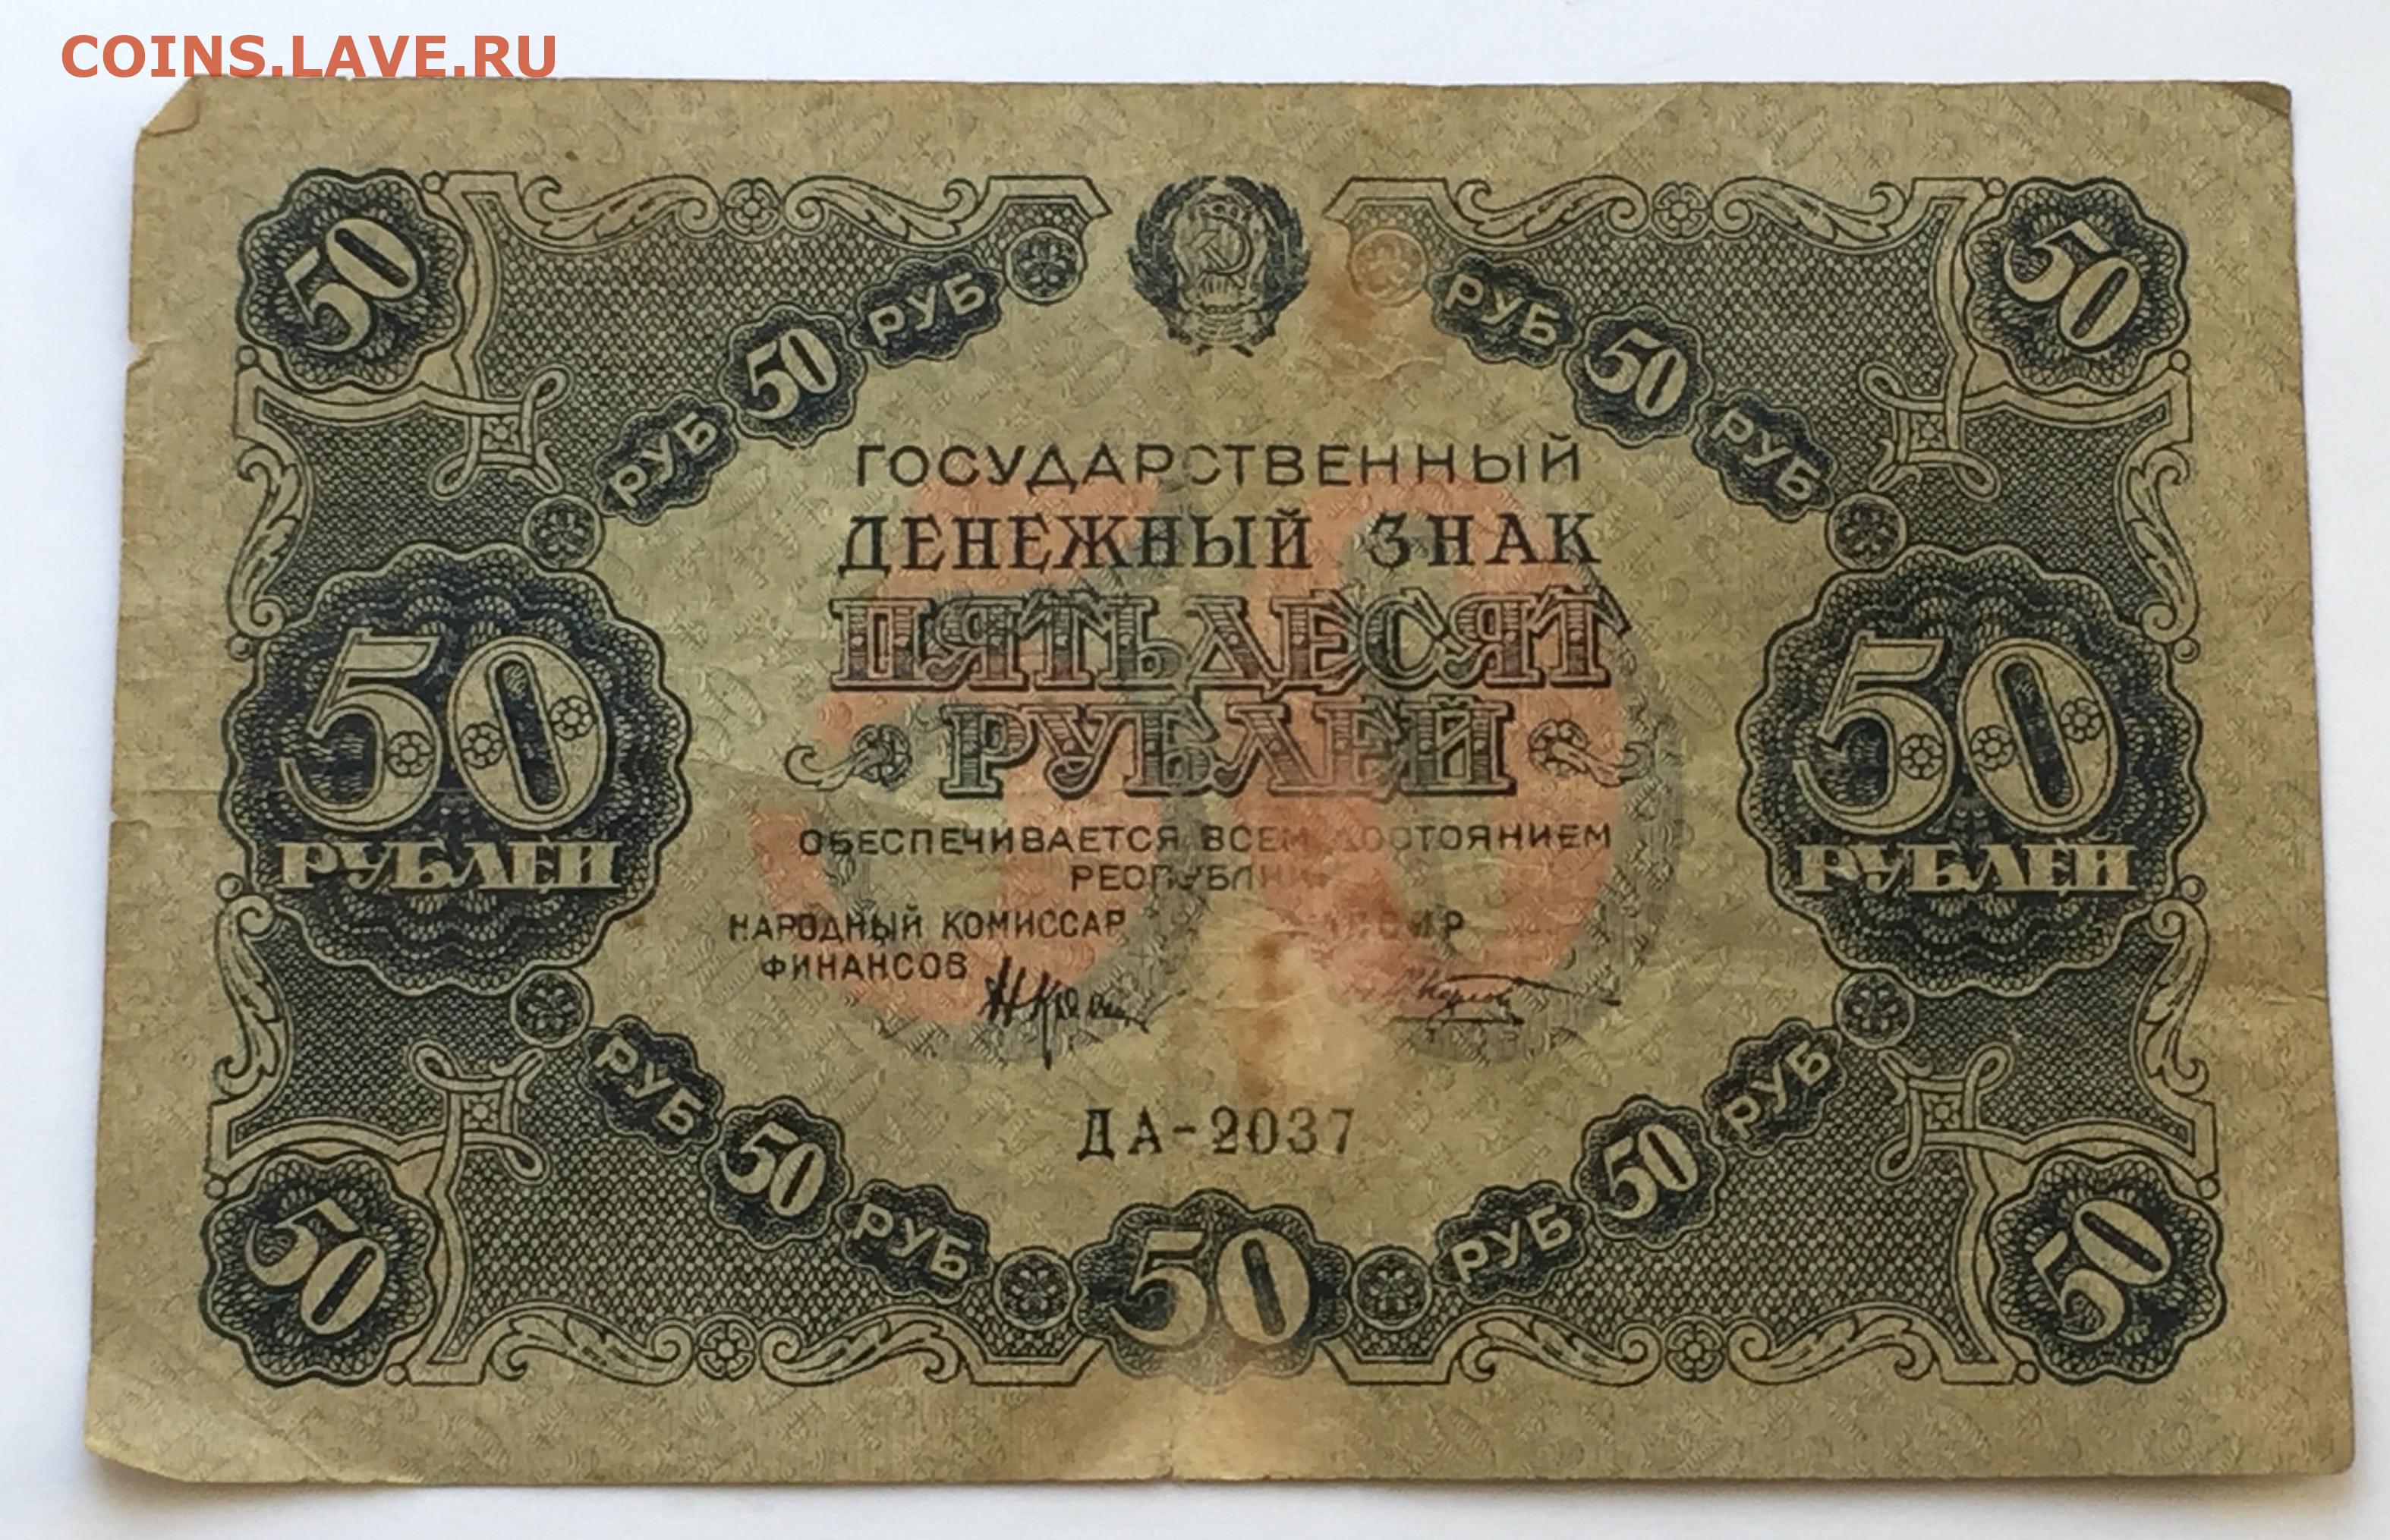 COINS.LAVE.RU
50
50
РУБ 50 РУБ
РУБ 50 РУБ
ГОСУДАРСТВЕННЫЙ
ДЕНЕЖНЫЙ ЗНАК
ПЯТЬДЕСЯТ
РУБЛЕЙ
50
РУБЛЕЙ
50
РУБЛЕЙ
50
ОБЕСПЕЧИВАЕТСЯ ВСЕМ ДОСТОЯНИЕМ
РЕСПУБЛИКИ
НАРОДНЫЙ КОМИССАР
ФИНАНСОВ
ДА-2037
РУБ 50 РУБ
50
РУБ 50 РУБ
50
50